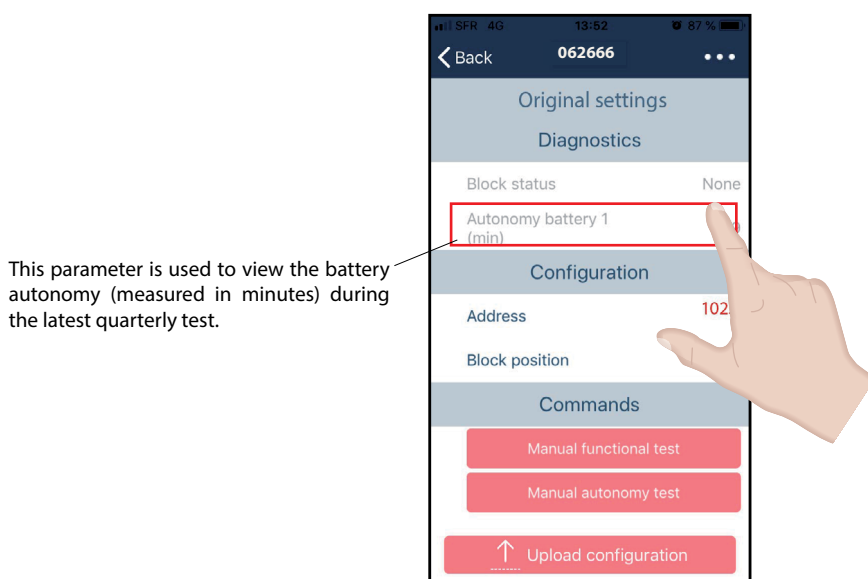 SFR 4G 13:52 87 %
Back 062666
Original settings
Diagnostics
Block status None
Autonomy battery 1
(min)
This parameter is used to view the battery
autonomy (measured in minutes) during
the latest quarterly test.
Configuration
Address 102
Block position
Commands
Manual functional test
Manual autonomy test
Upload configuration